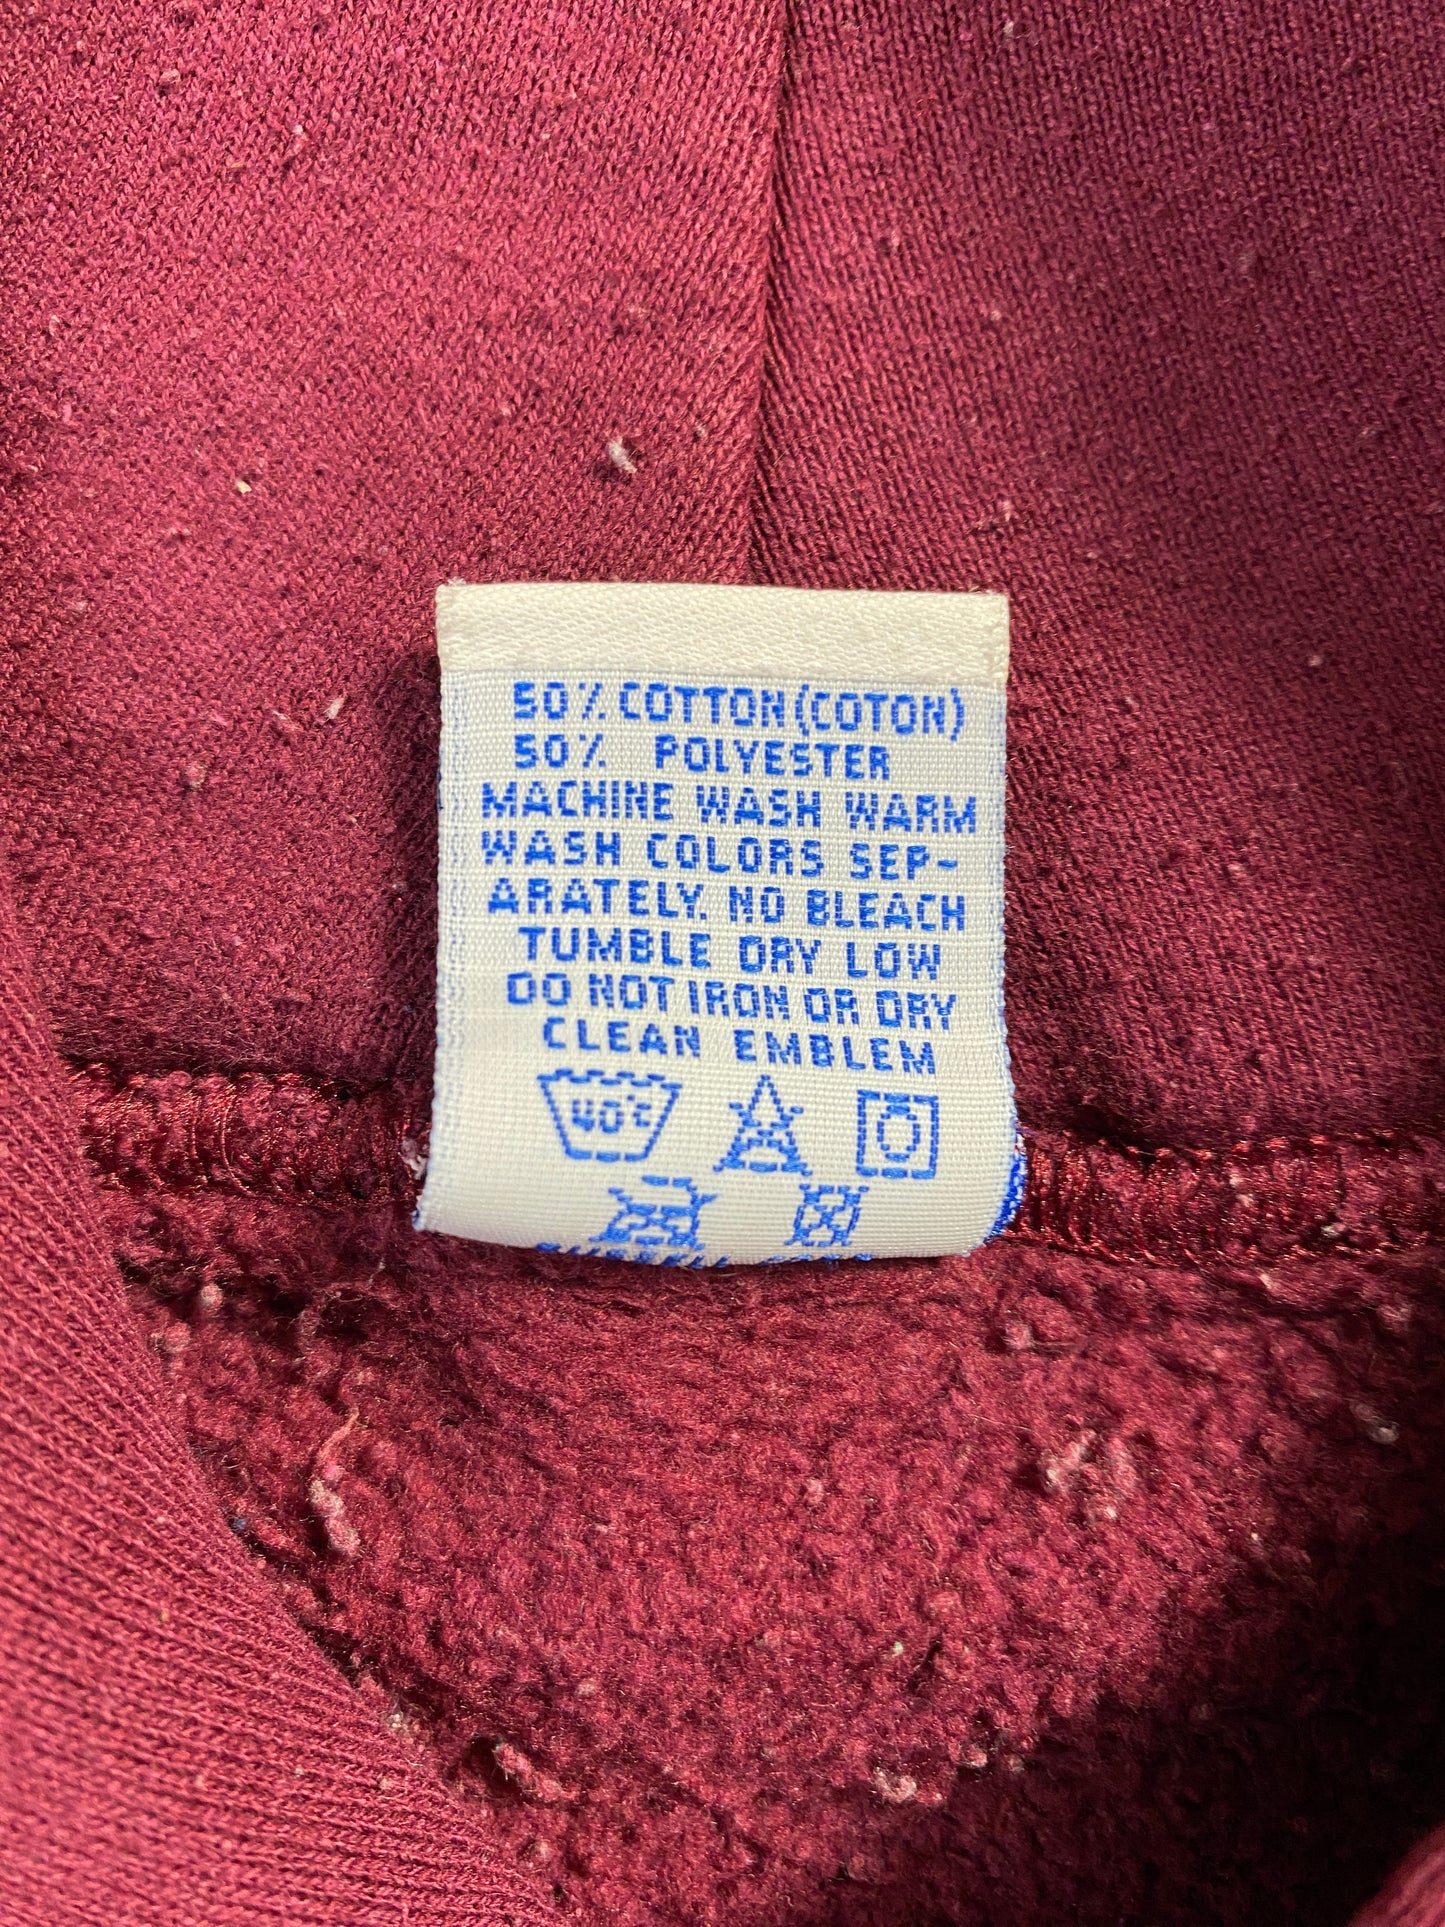 50% COTTON (COTON)
50% POLYESTER
MACHINE WASH WARM
WASH COLORS SEP-
ARATELY. NO BLEACH
TUMBLE DRY LOW
DO NOT IRON OR DRY
CLEAN EMBLEM
40°C